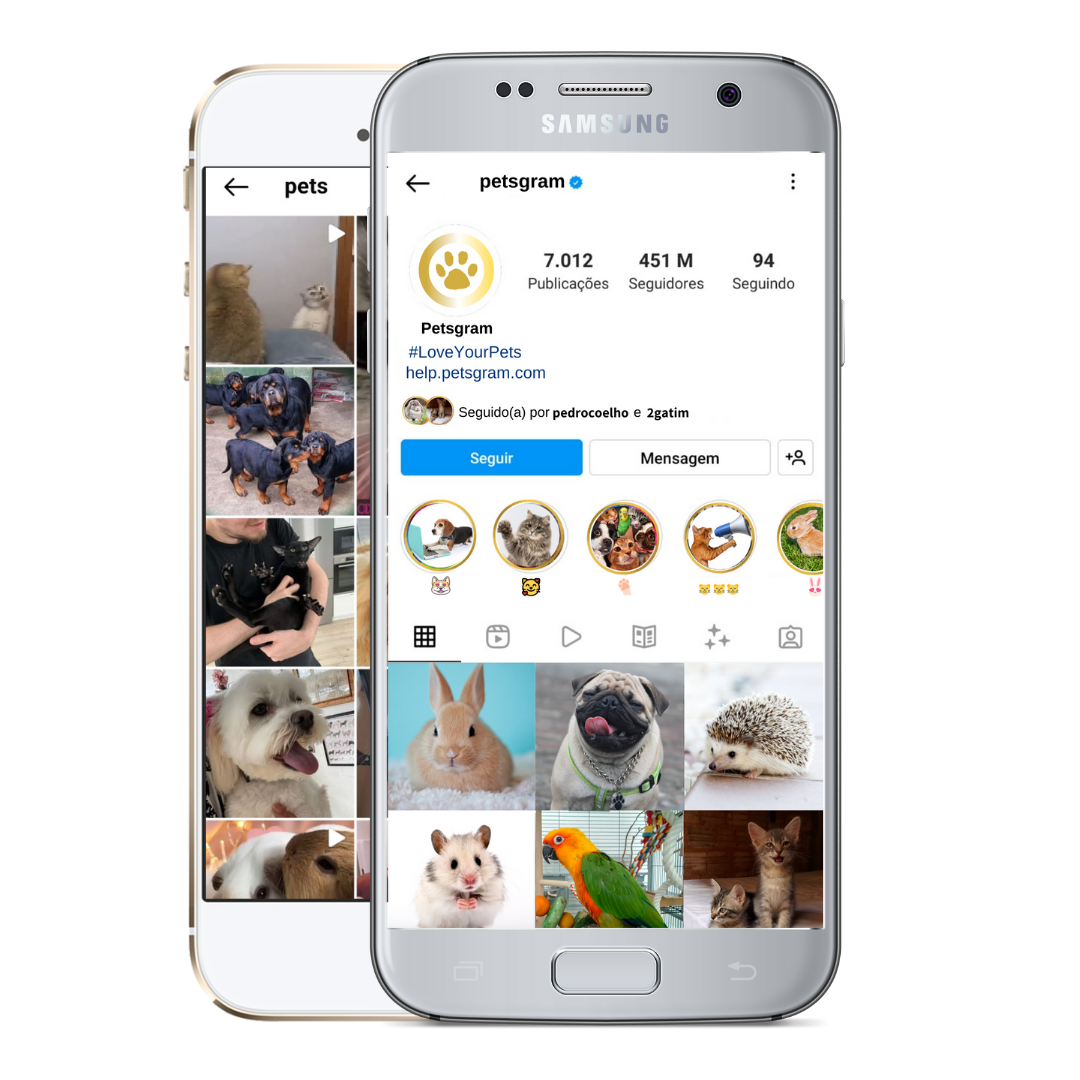 SAMSUNG
pets
petsgram
7.012 451 M 94
Publicações Seguidores Seguindo
Petsgram
#LoveYourPets
help.petsgram.com
Seguido(a) por pedrocoelho e 2gatim
Seguir Mensagem